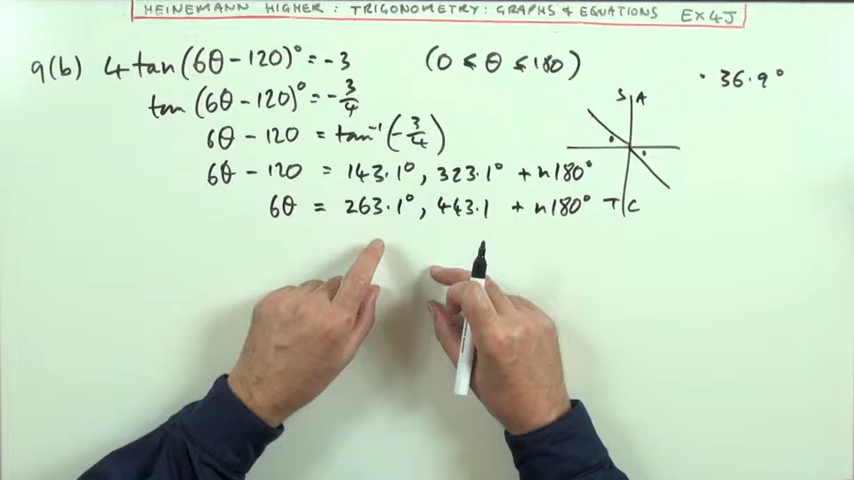 HEINEMANN HIGHER : TRIGONOMETRY : GRAPHS & EQUATIONS EX 4J
9(b) 4tan(6θ - 120)° = -3 (0 ≤ θ ≤ 180)
· 36.9°
tan (6θ - 120)° = -3/4
S A
6θ - 120 = tan⁻¹(-3/4)
6θ - 120 = 143.1°, 323.1° + n180°
6θ = 263.1°, 443.1 + n180°
T C